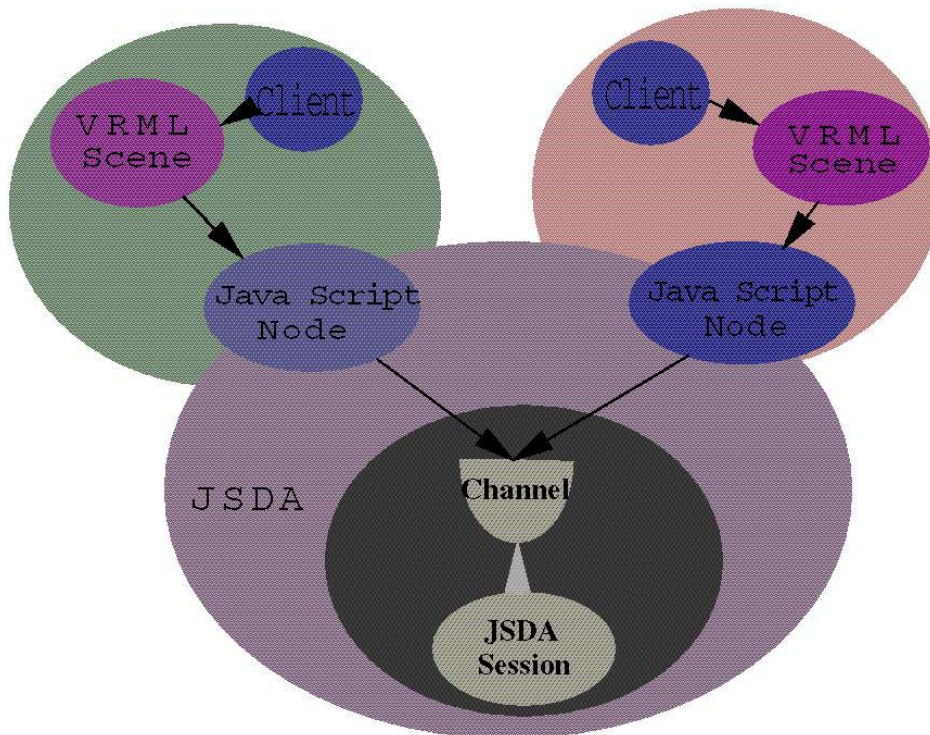 Client
VRML
Scene
Client
VRML
Scene
Java Script
Node
Java Script
Node
Channel
JSDA
JSDA
Session